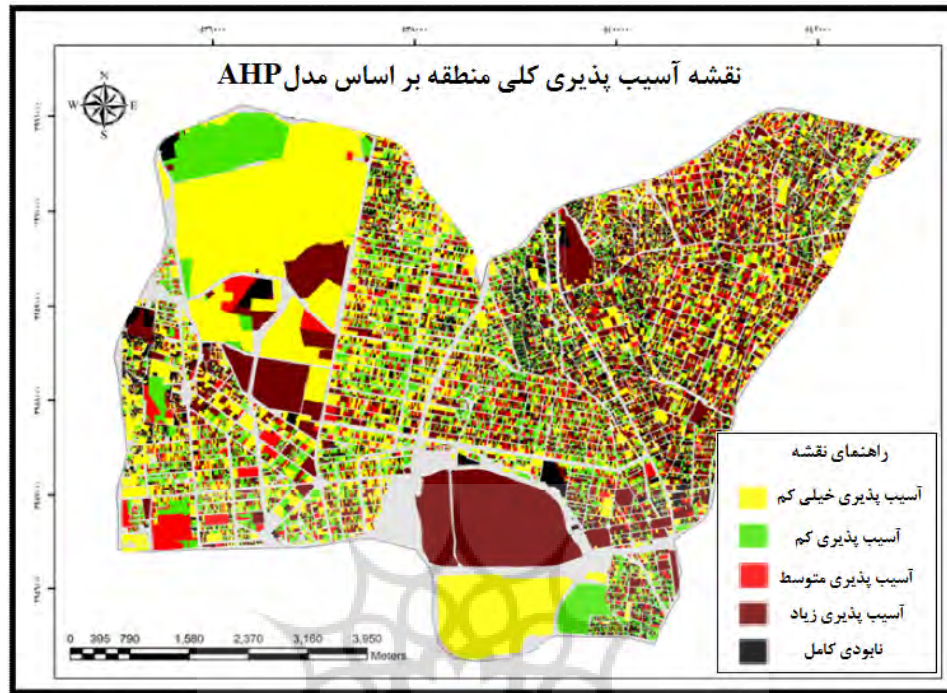 نقشه آسیب پذیری کلی منطقه بر اساس مدل AHP
N
W E
S
راهنمای نقشه
آسیب پذیری خیلی کم
آسیب پذیری کم
آسیب پذیری متوسط
آسیب پذیری زیاد
نابودی کامل
0 395 790 1,580 2,370 3,160 3,950
Meters